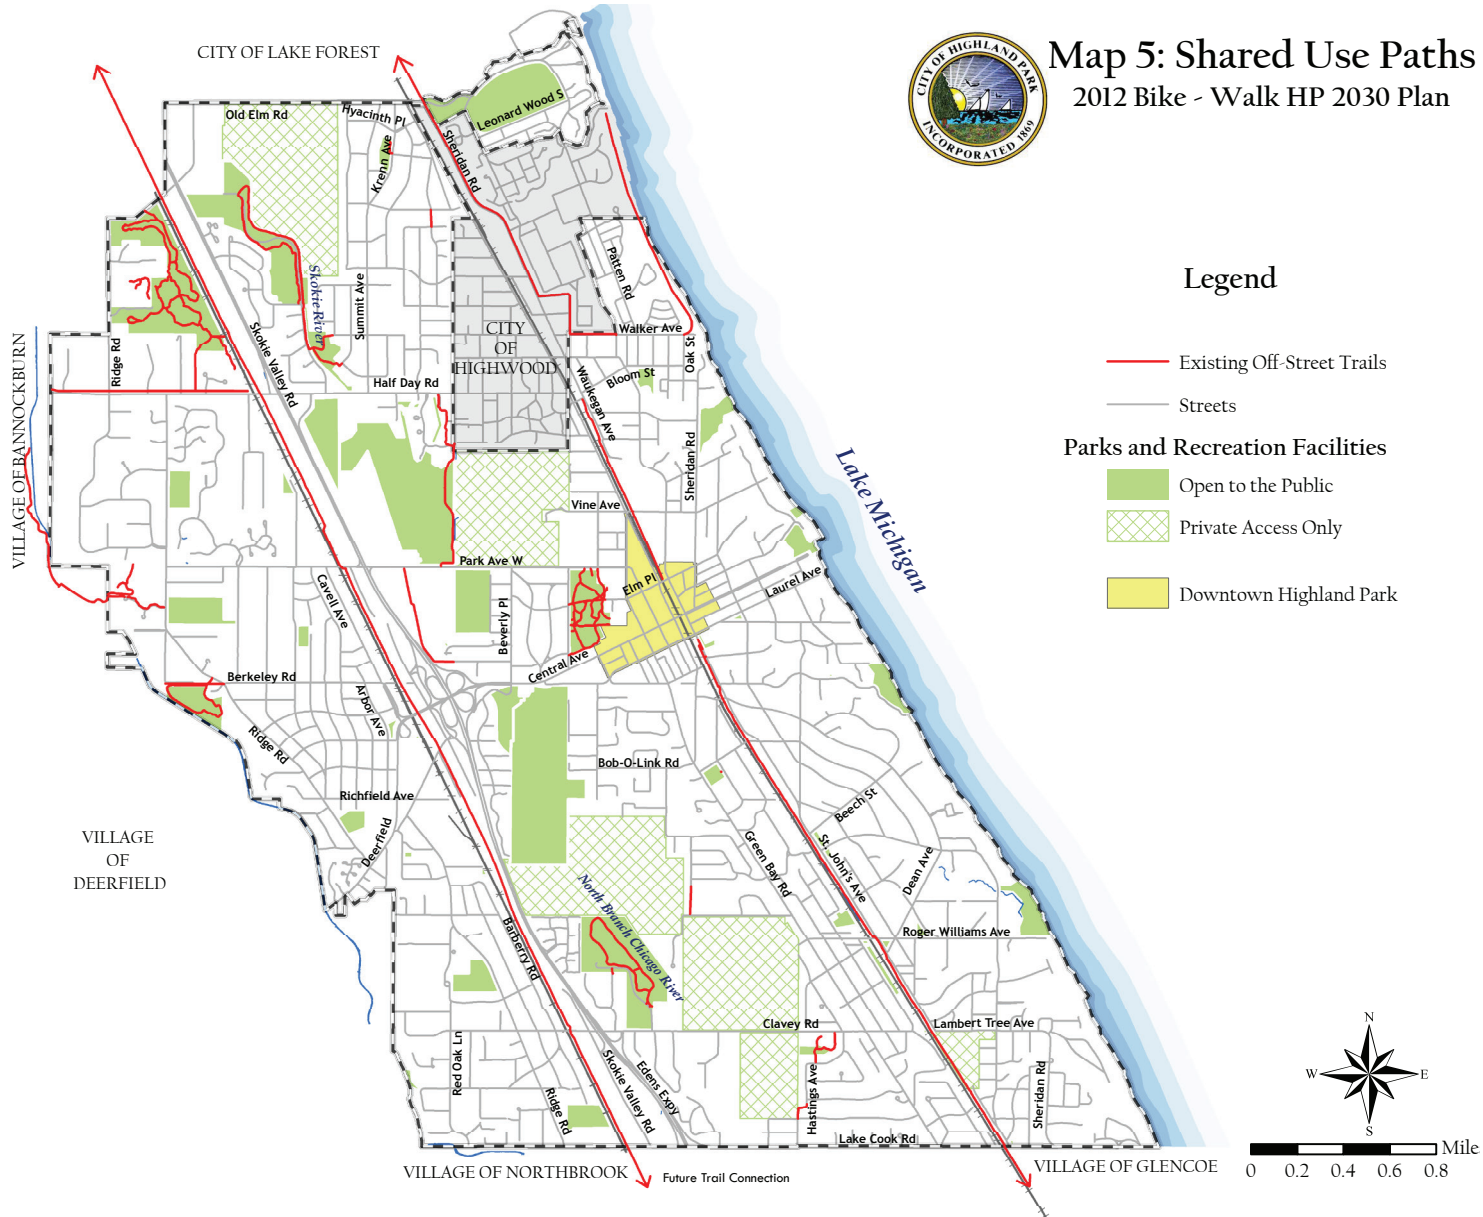 Map 5: Shared Use Paths
2012 Bike - Walk HP 2030 Plan
CITY OF HIGHLAND PARK
INCORPORATED 1869
CITY OF LAKE FOREST
Old Elm Rd
Hyacinth Pl
Leonard Wood S
Krenn Ave
Sheridan Rd
Skokie River
Summit Ave
Patten Rd
Walker Ave
CITY
OF
HIGHWOOD
Ridge Rd
Skokie Valley Rd
Half Day Rd
Bloom St
Oak St
Waukegan Ave
VILLAGE OF BANNOCKBURN
Sheridan Rd
Lake Michigan
Vine Ave
Park Ave W
Elm Pl
Laurel Ave
Cavell Ave
Beverly Pl
Central Ave
Berkeley Rd
Arbor Ave
Ridge Rd
Bob-O-Link Rd
Richfield Ave
Beech St
Deerfield
Green Bay Rd
St. John's Ave
Dean Ave
VILLAGE
OF
DEERFIELD
North Branch Chicago River
Barberry Rd
Roger Williams Ave
Clavey Rd
Lambert Tree Ave
Red Oak Ln
Ridge Rd
Skokie Valley Rd
Edens Expy
Hastings Ave
Sheridan Rd
Lake Cook Rd
VILLAGE OF NORTHBROOK
Future Trail Connection
VILLAGE OF GLENCOE
Legend
Existing Off-Street Trails
Streets
Parks and Recreation Facilities
Open to the Public
Private Access Only
Downtown Highland Park
N
W
E
S
Mile
0 0.2 0.4 0.6 0.8